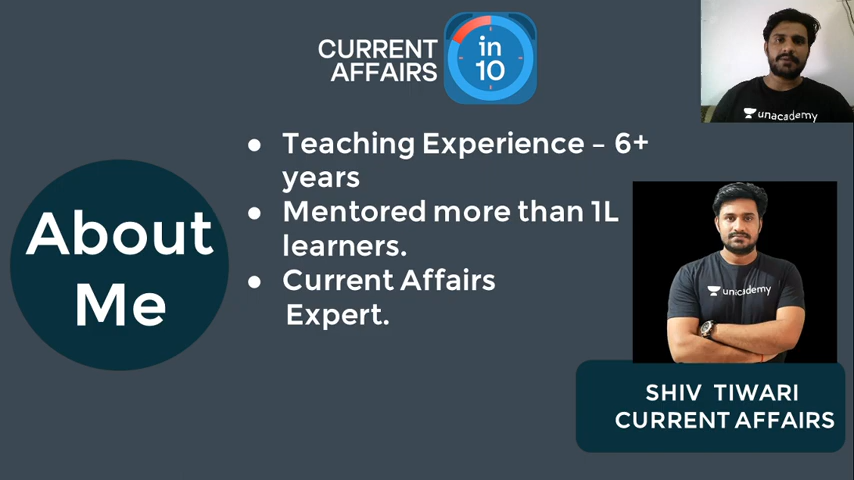 CURRENT
AFFAIRS
in
10
unacademy
● Teaching Experience – 6+
years
● Mentored more than 1L
learners.
● Current Affairs
Expert.
About
Me
unacademy
SHIV TIWARI
CURRENT AFFAIRS